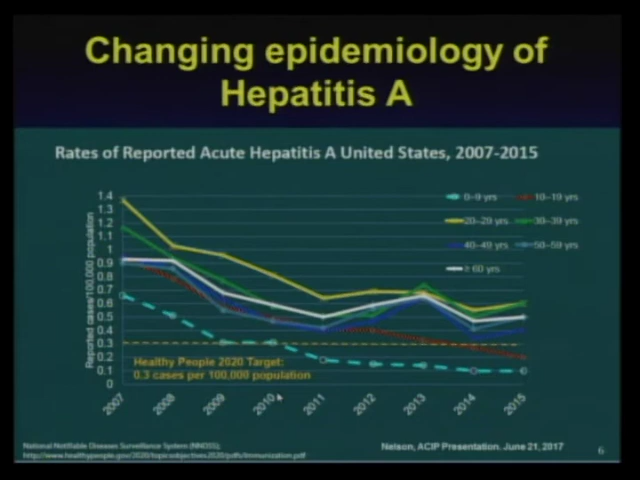 Changing epidemiology of
Hepatitis A
Rates of Reported Acute Hepatitis A United States, 2007-2015
Reported cases/100,000 population
1.4
1.3
1.2
1.1
1
0.9
0.8
0.7
0.6
0.5
0.4
0.3
0.2
0.1
0
0-9 yrs 10-19 yrs
20-29 yrs 30-39 yrs
40-49 yrs 50-59 yrs
≥ 60 yrs
Healthy People 2020 Target:
0.3 cases per 100,000 population
2007 2008 2009 2010 2011 2012 2013 2014 2015
National Notifiable Diseases Surveillance System (NNDSS);
http://www.healthypeople.gov/2020/topicsobjectives2020/pdfs/immunization.pdf
Nelson, ACIP Presentation. June 21, 2017
6